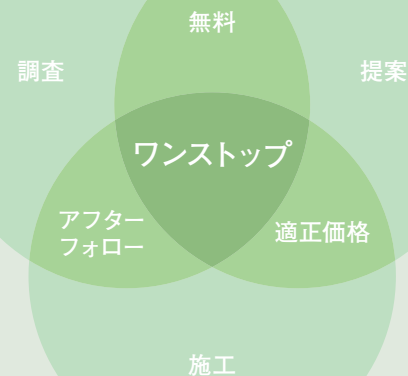 無料
調査
提案
ワンストップ
アフター
フォロー
適正価格
施工